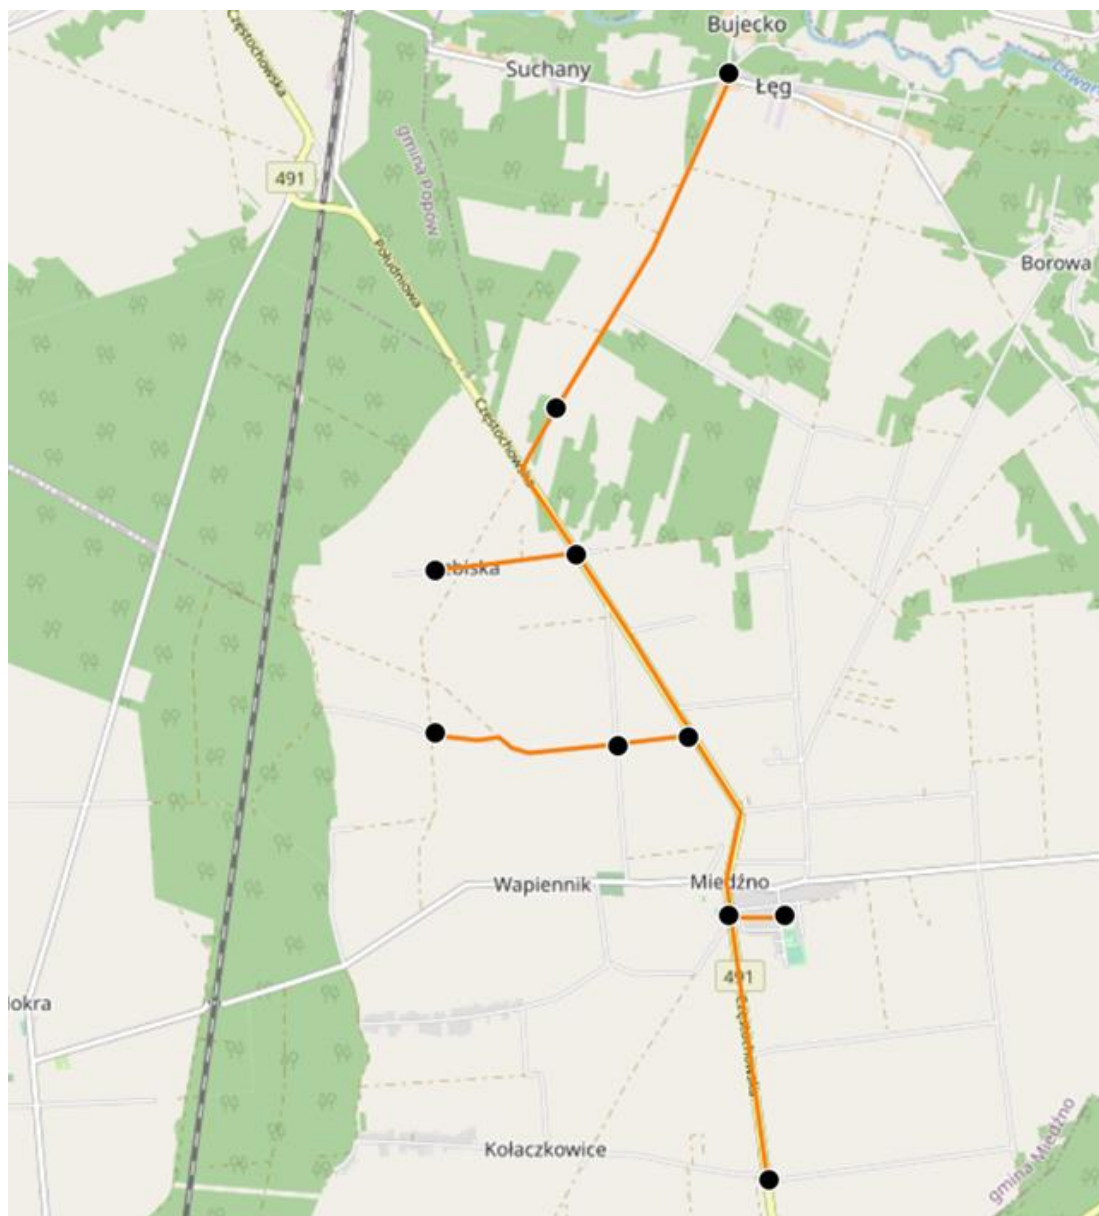 Częstochowska
Bujecko
Suchany
Łęg
gmina Popów
491
Południowa
Borowa
Częstochowska
Wapiennik
Miedźno
491
Częstochowska
Kołaczkowice
gmina Miedźno